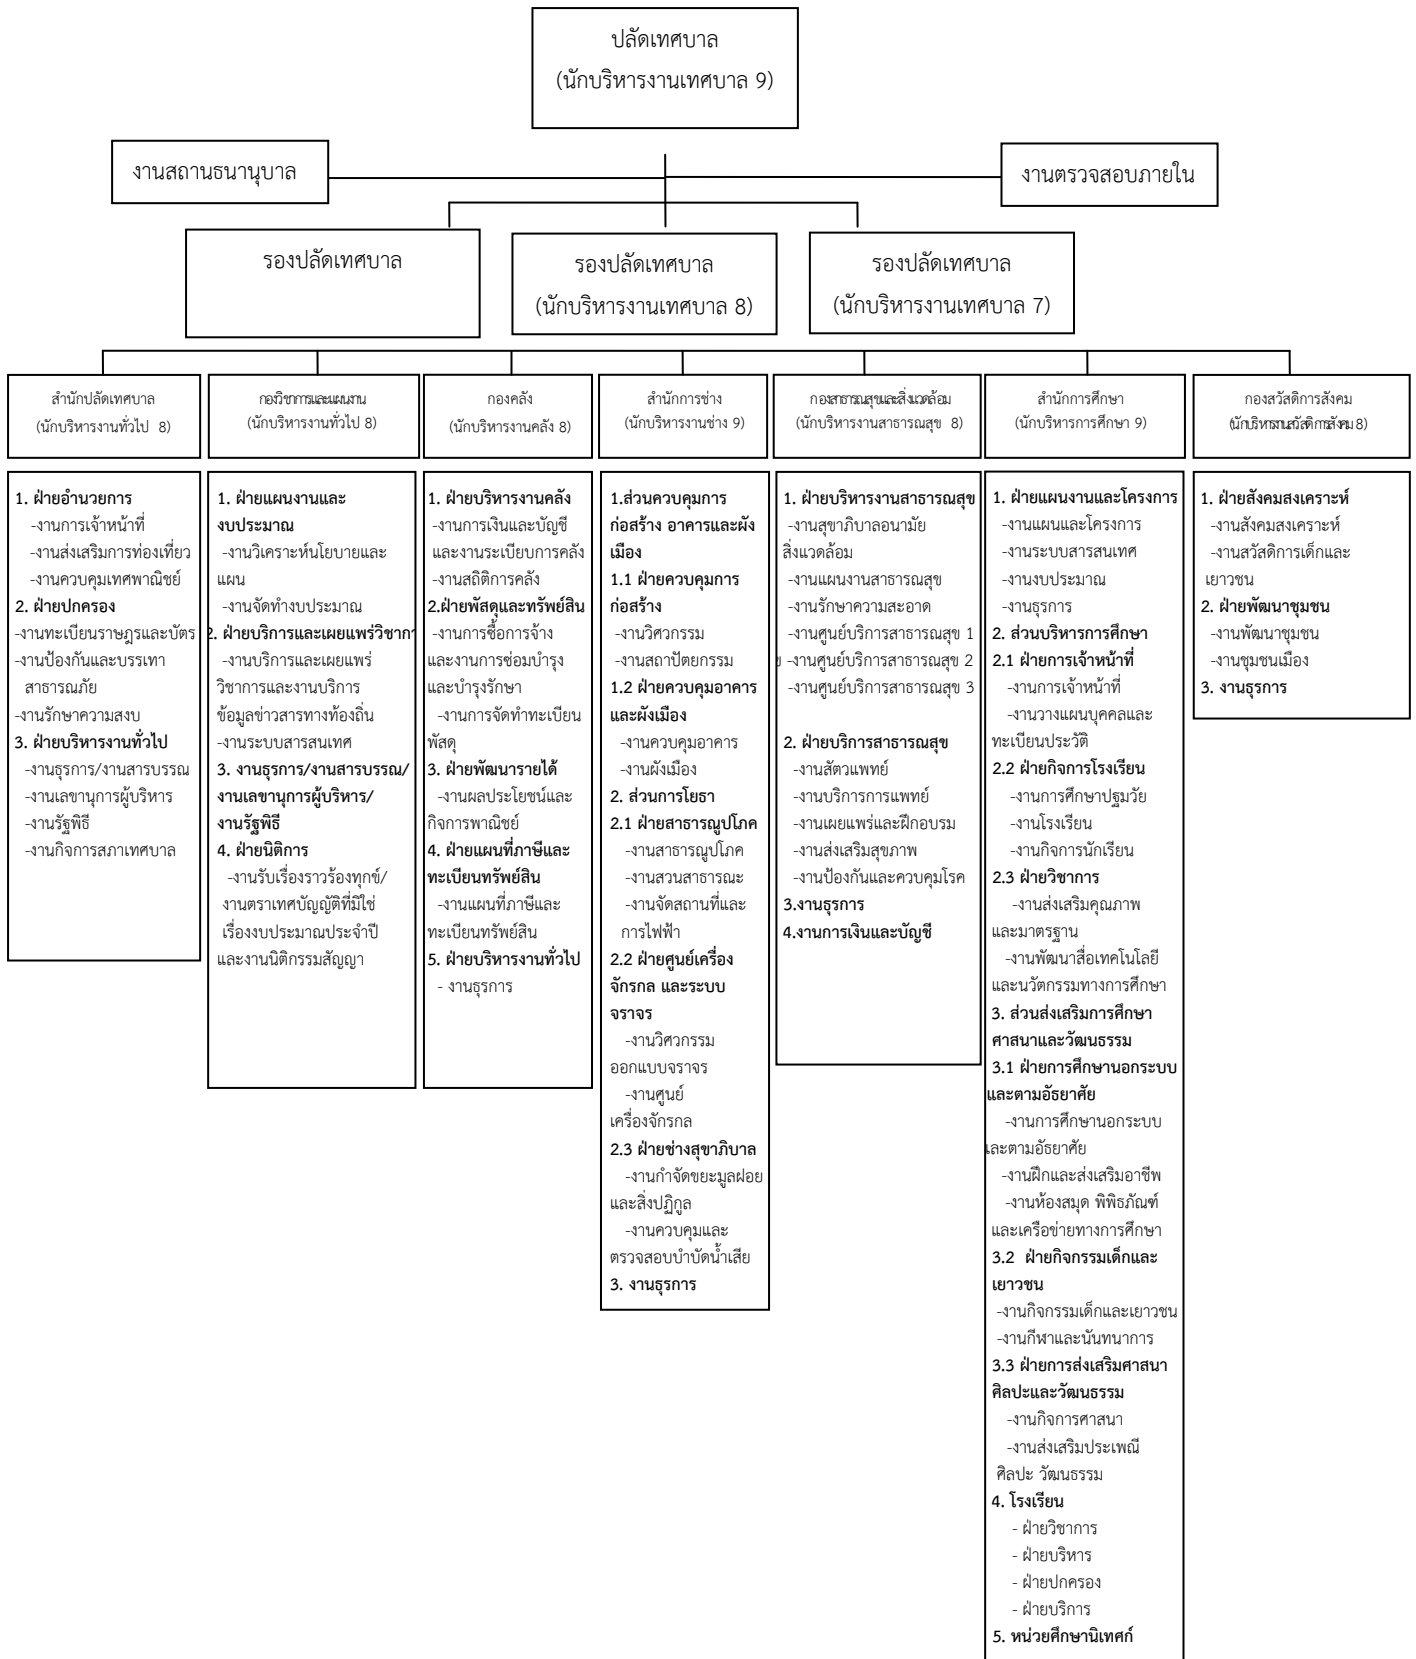 ปลัดเทศบาล
(นักบริหารงานเทศบาล 9)
งานสถานธนานุบาล
งานตรวจสอบภายใน
รองปลัดเทศบาล
รองปลัดเทศบาล
(นักบริหารงานเทศบาล 8)
รองปลัดเทศบาล
(นักบริหารงานเทศบาล 7)
สำนักปลัดเทศบาล
(นักบริหารงานทั่วไป 8)
กองวิชาการและแผนงาน
(นักบริหารงานทั่วไป 8)
กองคลัง
(นักบริหารงานคลัง 8)
สำนักการช่าง
(นักบริหารงานช่าง 9)
กองสาธารณสุขและสิ่งแวดล้อม
(นักบริหารงานสาธารณสุข 8)
สำนักการศึกษา
(นักบริหารการศึกษา 9)
กองสวัสดิการสังคม
(นักบริหารงานสวัสดิการสังคม 8)
1. ฝ่ายอำนวยการ
-งานการเจ้าหน้าที่
-งานส่งเสริมการท่องเที่ยว
-งานควบคุมเทศพาณิชย์
2. ฝ่ายปกครอง
-งานทะเบียนราษฎรและบัตร
-งานป้องกันและบรรเทา
สาธารณภัย
-งานรักษาความสงบ
3. ฝ่ายบริหารงานทั่วไป
-งานธุรการ/งานสารบรรณ
-งานเลขานุการผู้บริหาร
-งานรัฐพิธี
-งานกิจการสภาเทศบาล
1. ฝ่ายแผนงานและ
งบประมาณ
-งานวิเคราะห์นโยบายและ
แผน
-งานจัดทำงบประมาณ
2. ฝ่ายบริการและเผยแพร่วิชาการ
-งานบริการและเผยแพร่
วิชาการและงานบริการ
ข้อมูลข่าวสารทางท้องถิ่น
-งานระบบสารสนเทศ
3. งานธุรการ/งานสารบรรณ/
งานเลขานุการผู้บริหาร/
งานรัฐพิธี
4. ฝ่ายนิติการ
-งานรับเรื่องราวร้องทุกข์/
งานตราเทศบัญญัติที่มิใช่
เรื่องงบประมาณประจำปี
และงานนิติกรรมสัญญา
1. ฝ่ายบริหารงานคลัง
-งานการเงินและบัญชี
และงานระเบียบการคลัง
-งานสถิติการคลัง
2.ฝ่ายพัสดุและทรัพย์สิน
-งานการซื้อการจ้าง
และงานการซ่อมบำรุง
และบำรุงรักษา
-งานการจัดทำทะเบียน
พัสดุ
3. ฝ่ายพัฒนารายได้
-งานผลประโยชน์และ
กิจการพาณิชย์
4. ฝ่ายแผนที่ภาษีและ
ทะเบียนทรัพย์สิน
-งานแผนที่ภาษีและ
ทะเบียนทรัพย์สิน
5. ฝ่ายบริหารงานทั่วไป
- งานธุรการ
1.ส่วนควบคุมการ
ก่อสร้าง อาคารและผัง
เมือง
1.1 ฝ่ายควบคุมการ
ก่อสร้าง
-งานวิศวกรรม
-งานสถาปัตยกรรม
1.2 ฝ่ายควบคุมอาคาร
และผังเมือง
-งานควบคุมอาคาร
-งานผังเมือง
2. ส่วนการโยธา
2.1 ฝ่ายสาธารณูปโภค
-งานสาธารณูปโภค
-งานสวนสาธารณะ
-งานจัดสถานที่และ
การไฟฟ้า
2.2 ฝ่ายศูนย์เครื่อง
จักรกล และระบบ
จราจร
-งานวิศวกรรม
ออกแบบจราจร
-งานศูนย์
เครื่องจักรกล
2.3 ฝ่ายช่างสุขาภิบาล
-งานกำจัดขยะมูลฝอย
และสิ่งปฏิกูล
-งานควบคุมและ
ตรวจสอบบำบัดน้ำเสีย
3. งานธุรการ
1. ฝ่ายบริหารงานสาธารณสุข
-งานสุขาภิบาลอนามัย
สิ่งแวดล้อม
-งานแผนงานสาธารณสุข
-งานรักษาความสะอาด
-งานศูนย์บริการสาธารณสุข 1
-งานศูนย์บริการสาธารณสุข 2
-งานศูนย์บริการสาธารณสุข 3
2. ฝ่ายบริการสาธารณสุข
-งานสัตวแพทย์
-งานบริการการแพทย์
-งานเผยแพร่และฝึกอบรม
-งานส่งเสริมสุขภาพ
-งานป้องกันและควบคุมโรค
3.งานธุรการ
4.งานการเงินและบัญชี
1. ฝ่ายแผนงานและโครงการ
-งานแผนและโครงการ
-งานระบบสารสนเทศ
-งานงบประมาณ
-งานธุรการ
2. ส่วนบริหารการศึกษา
2.1 ฝ่ายการเจ้าหน้าที่
-งานการเจ้าหน้าที่
-งานวางแผนบุคคลและ
ทะเบียนประวัติ
2.2 ฝ่ายกิจการโรงเรียน
-งานการศึกษาปฐมวัย
-งานโรงเรียน
-งานกิจการนักเรียน
2.3 ฝ่ายวิชาการ
-งานส่งเสริมคุณภาพ
และมาตรฐาน
-งานพัฒนาสื่อเทคโนโลยี
และนวัตกรรมทางการศึกษา
3. ส่วนส่งเสริมการศึกษา
ศาสนาและวัฒนธรรม
3.1 ฝ่ายการศึกษานอกระบบ
และตามอัธยาศัย
-งานการศึกษานอกระบบ
และตามอัธยาศัย
-งานฝึกและส่งเสริมอาชีพ
-งานห้องสมุด พิพิธภัณฑ์
และเครือข่ายทางการศึกษา
3.2 ฝ่ายกิจกรรมเด็กและ
เยาวชน
-งานกิจกรรมเด็กและเยาวชน
-งานกีฬาและนันทนาการ
3.3 ฝ่ายการส่งเสริมศาสนา
ศิลปะและวัฒนธรรม
-งานกิจการศาสนา
-งานส่งเสริมประเพณี
ศิลปะ วัฒนธรรม
4. โรงเรียน
- ฝ่ายวิชาการ
- ฝ่ายบริหาร
- ฝ่ายปกครอง
- ฝ่ายบริการ
5. หน่วยศึกษานิเทศก์
1. ฝ่ายสังคมสงเคราะห์
-งานสังคมสงเคราะห์
-งานสวัสดิการเด็กและ
เยาวชน
2. ฝ่ายพัฒนาชุมชน
-งานพัฒนาชุมชน
-งานชุมชนเมือง
3. งานธุรการ